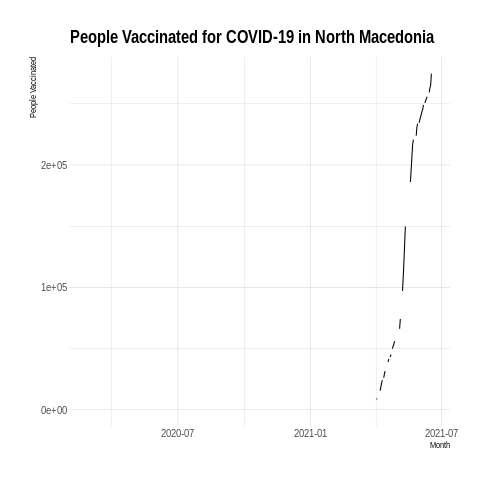 People Vaccinated for COVID-19 in North Macedonia
People Vaccinated
2e+05
1e+05
0e+00
2020-07
2021-01
2021-07
Month